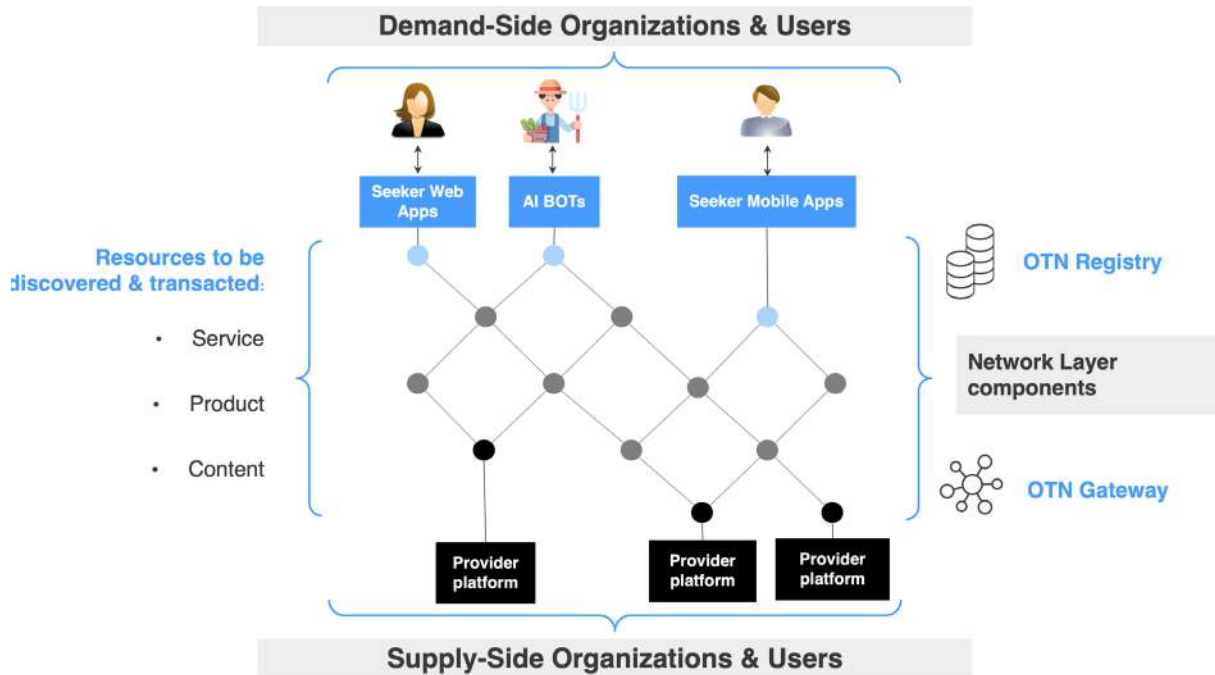 Demand-Side Organizations & Users
Seeker Web
Apps
AI BOTs
Seeker Mobile Apps
Resources to be
discovered & transacted:
• Service
• Product
• Content
OTN Registry
Network Layer
components
OTN Gateway
Provider
platform
Provider
platform
Provider
platform
Supply-Side Organizations & Users